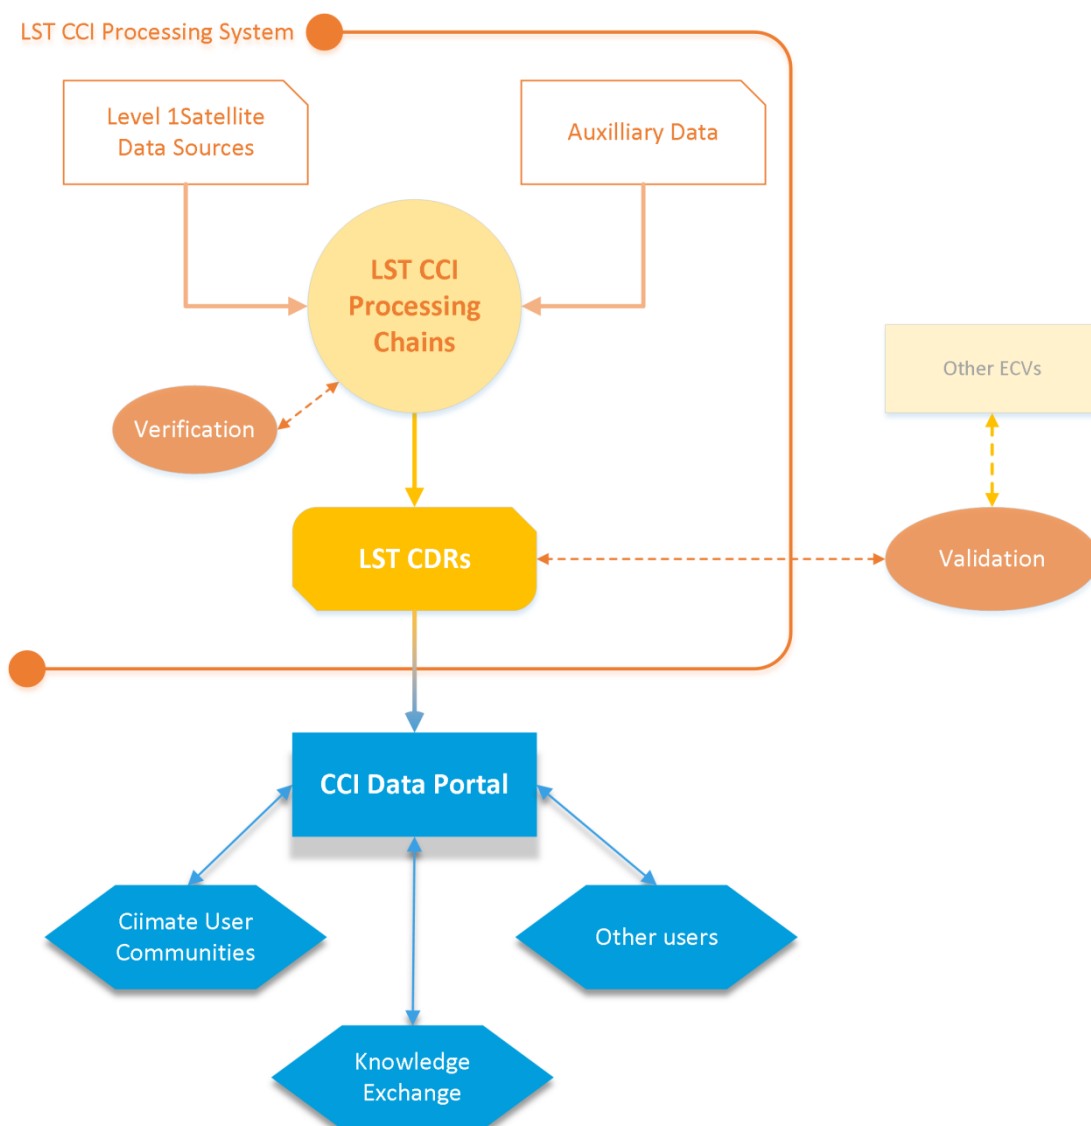 LST CCI Processing System
Level 1Satellite
Data Sources
Auxilliary Data
LST CCI
Processing
Chains
Other ECVs
Verification
LST CDRs
Validation
CCI Data Portal
Ciimate User
Communities
Other users
Knowledge
Exchange